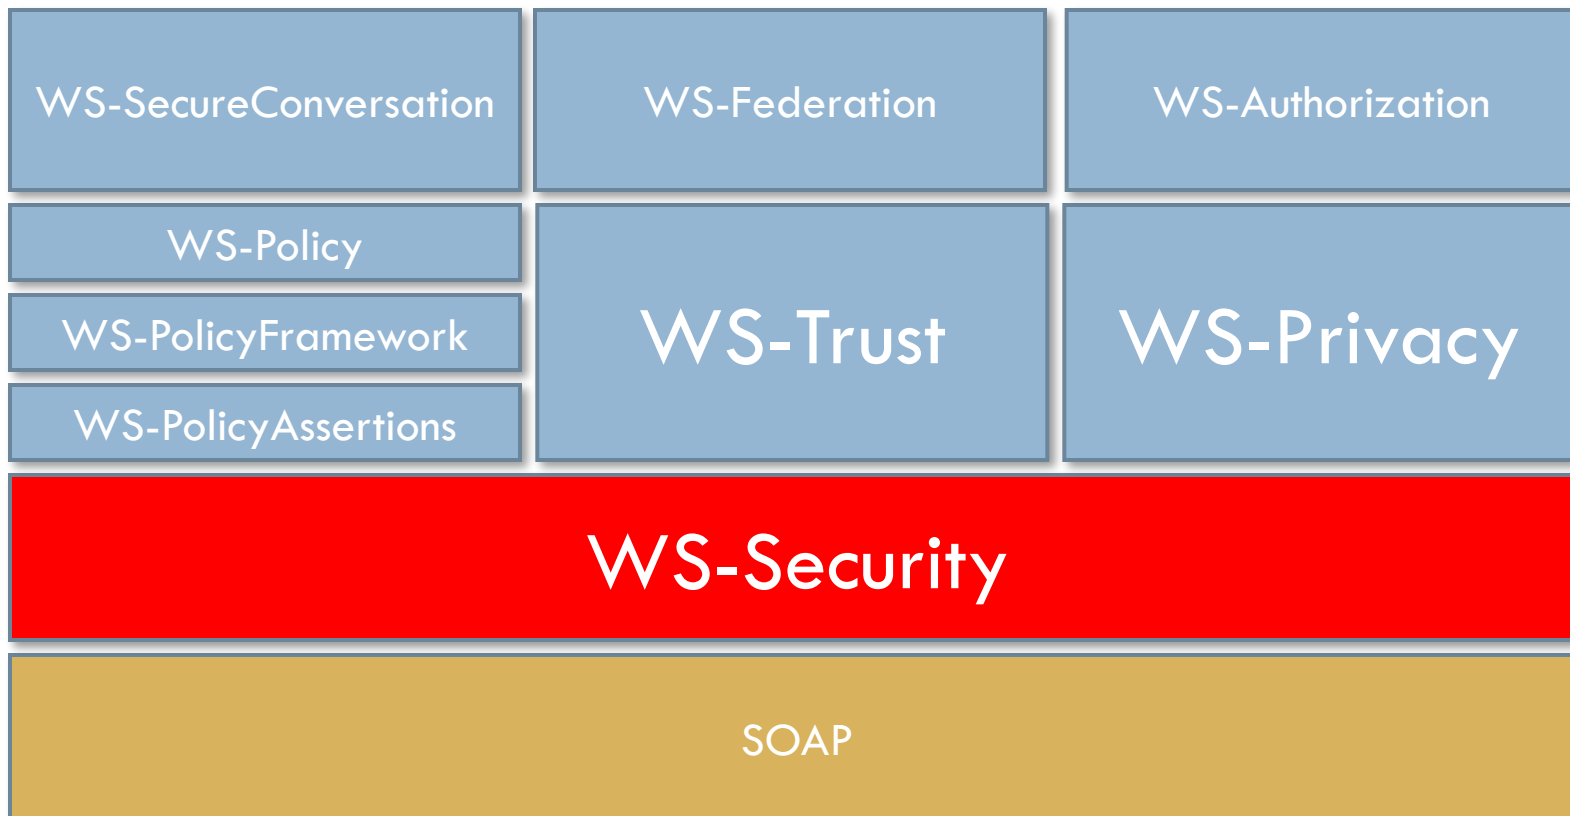 WS-SecureConversation
WS-Federation
WS-Authorization
WS-Policy
WS-PolicyFramework
WS-PolicyAssertions
WS-Trust
WS-Privacy
WS-Security
SOAP